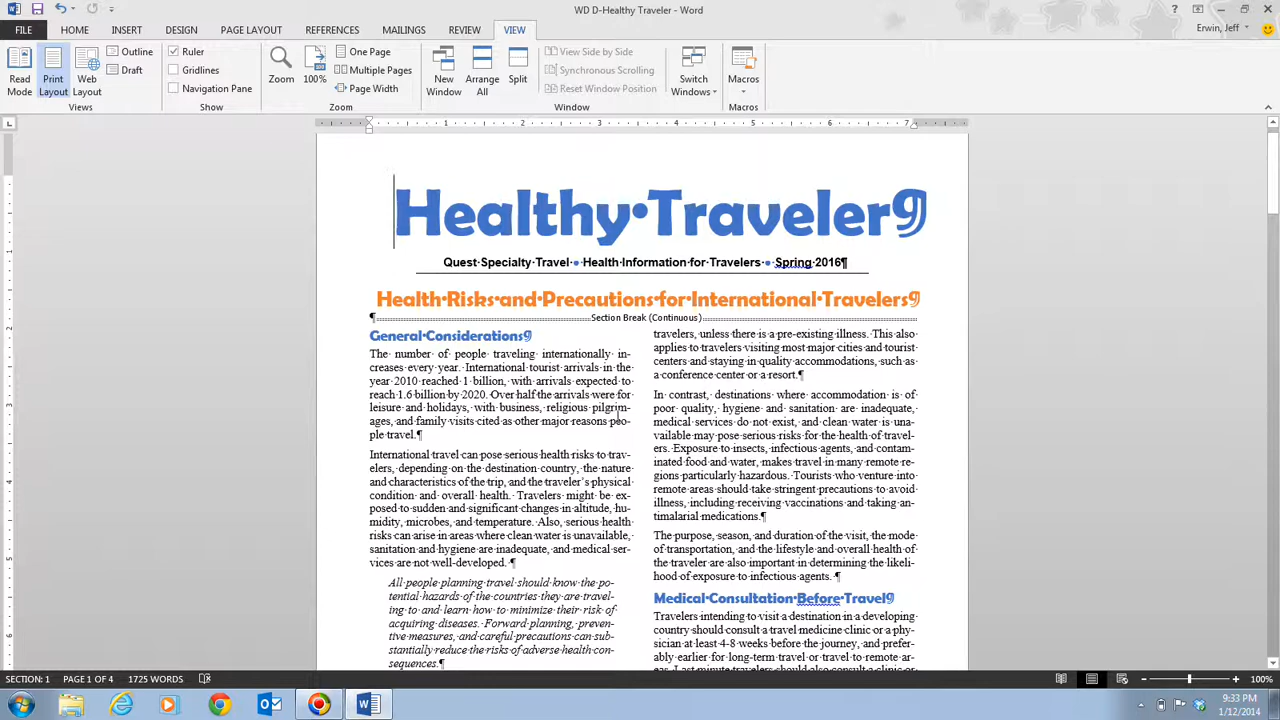 WD D-Healthy Traveler - Word
FILE HOME INSERT DESIGN PAGE LAYOUT REFERENCES MAILINGS REVIEW VIEW Erwin, Jeff
Read Mode
Print Layout
Web Layout
Outline
Draft
Views
Ruler
Gridlines
Navigation Pane
Show
Zoom
100%
One Page
Multiple Pages
Page Width
Zoom
New Window
Arrange All
Split
View Side by Side
Synchronous Scrolling
Reset Window Position
Window
Switch Windows
Macros
Macros
1 2 3 4 5 6 7
Healthy•Traveler¶
Quest·Specialty·Travel·●·Health·Information·for·Travelers·●·Spring·2016¶
Health·Risks·and·Precautions·for·International·Travelers¶
¶ Section Break (Continuous)
General·Considerations¶
The·number·of·people·traveling·internationally·in-
creases·every·year.·International·tourist·arrivals·in·the·
year·2010·reached·1·billion,·with·arrivals·expected·to·
reach·1.6·billion·by·2020.·Over·half·the·arrivals·were·for·
leisure·and·holidays,·with·business,·religious·pilgrim-
ages,·and·family·visits·cited·as·other·major·reasons·peo-
ple·travel.¶
International·travel·can·pose·serious·health·risks·to·trav-
elers,·depending·on·the·destination·country,·the·nature·
and·characteristics·of·the·trip,·and·the·traveler's·physical·
condition·and·overall·health.·Travelers·might·be·ex-
posed·to·sudden·and·significant·changes·in·altitude,·hu-
midity,·microbes,·and·temperature.·Also,·serious·health·
risks·can·arise·in·areas·where·clean·water·is·unavailable,·
sanitation·and·hygiene·are·inadequate,·and·medical·ser-
vices·are·not·well-developed.·¶
All·people·planning·travel·should·know·the·po-
tential·hazards·of·the·countries·they·are·travel-
ing·to·and·learn·how·to·minimize·their·risk·of·
acquiring·diseases.·Forward·planning,·preven-
tive·measures,·and·careful·precautions·can·sub-
stantially·reduce·the·risks·of·adverse·health·con-
sequences.¶
travelers,·unless·there·is·a·pre-existing·illness.·This·also·
applies·to·travelers·visiting·most·major·cities·and·tourist·
centers·and·staying·in·quality·accommodations,·such·as·
a·conference·center·or·a·resort.¶
In·contrast,·destinations·where·accommodation·is·of·
poor·quality,·hygiene·and·sanitation·are·inadequate,·
medical·services·do·not·exist,·and·clean·water·is·una-
vailable·may·pose·serious·risks·for·the·health·of·travel-
ers.·Exposure·to·insects,·infectious·agents,·and·contam-
inated·food·and·water,·makes·travel·in·many·remote·re-
gions·particularly·hazardous.·Tourists·who·venture·into·
remote·areas·should·take·stringent·precautions·to·avoid·
illness,·including·receiving·vaccinations·and·taking·an-
timalarial·medications.¶
The·purpose,·season,·and·duration·of·the·visit,·the·mode·
of·transportation,·and·the·lifestyle·and·overall·health·of·
the·traveler·are·also·important·in·determining·the·likeli-
hood·of·exposure·to·infectious·agents.·¶
Medical·Consultation·Before·Travel¶
Travelers·intending·to·visit·a·destination·in·a·developing·
country·should·consult·a·travel·medicine·clinic·or·a·phy-
sician·at·least·4-8·weeks·before·the·journey,·and·prefer-
ably·earlier·for·long-term·travel·or·travel·to·remote·ar-
eas.·Last·minute·travelers·should·also·consult·a·clinic·or·
SECTION: 1 PAGE 1 OF 4 1725 WORDS 100%
9:33 PM
1/12/2014